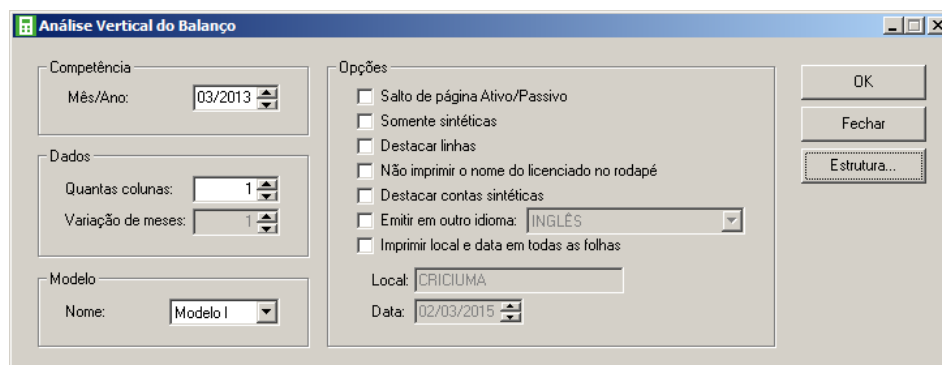 Análise Vertical do Balanço
Competência
Mês/Ano: 03/2013
Dados
Quantas colunas: 1
Variação de meses: 1
Modelo
Nome: Modelo I
Opções
Salto de página Ativo/Passivo
Somente sintéticas
Destacar linhas
Não imprimir o nome do licenciado no rodapé
Destacar contas sintéticas
Emitir em outro idioma: INGLÊS
Imprimir local e data em todas as folhas
Local: CRICIUMA
Data: 02/03/2015
OK
Fechar
Estrutura...